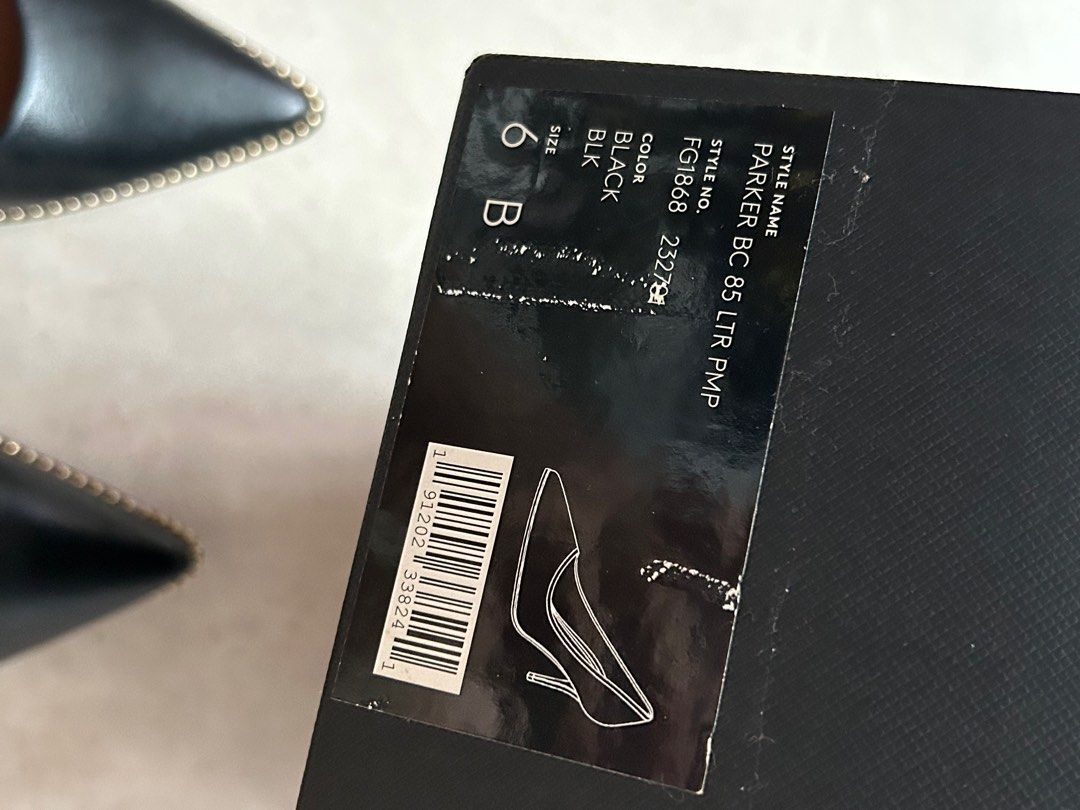 STYLE NAME
PARKER BC 85 LTR PMP
STYLE NO.
FG1868
COLOR
BLACK
BLK
SIZE
6 B
1 91202 33824 1